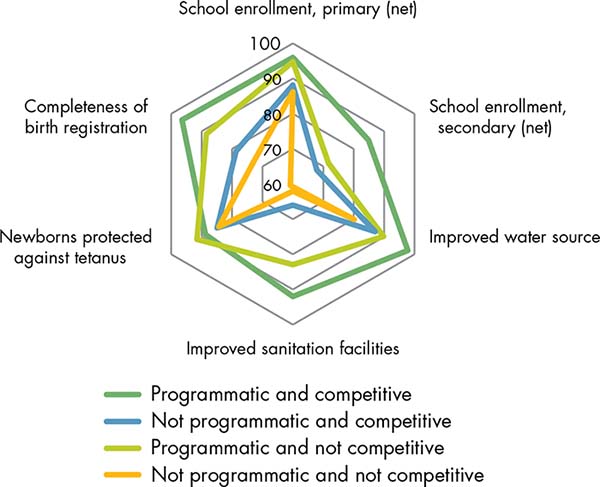 School enrollment, primary (net)
100
90
80
70
60
Completeness of
birth registration
School enrollment,
secondary (net)
Newborns protected
against tetanus
Improved water source
Improved sanitation facilities
Programmatic and competitive
Not programmatic and competitive
Programmatic and not competitive
Not programmatic and not competitive